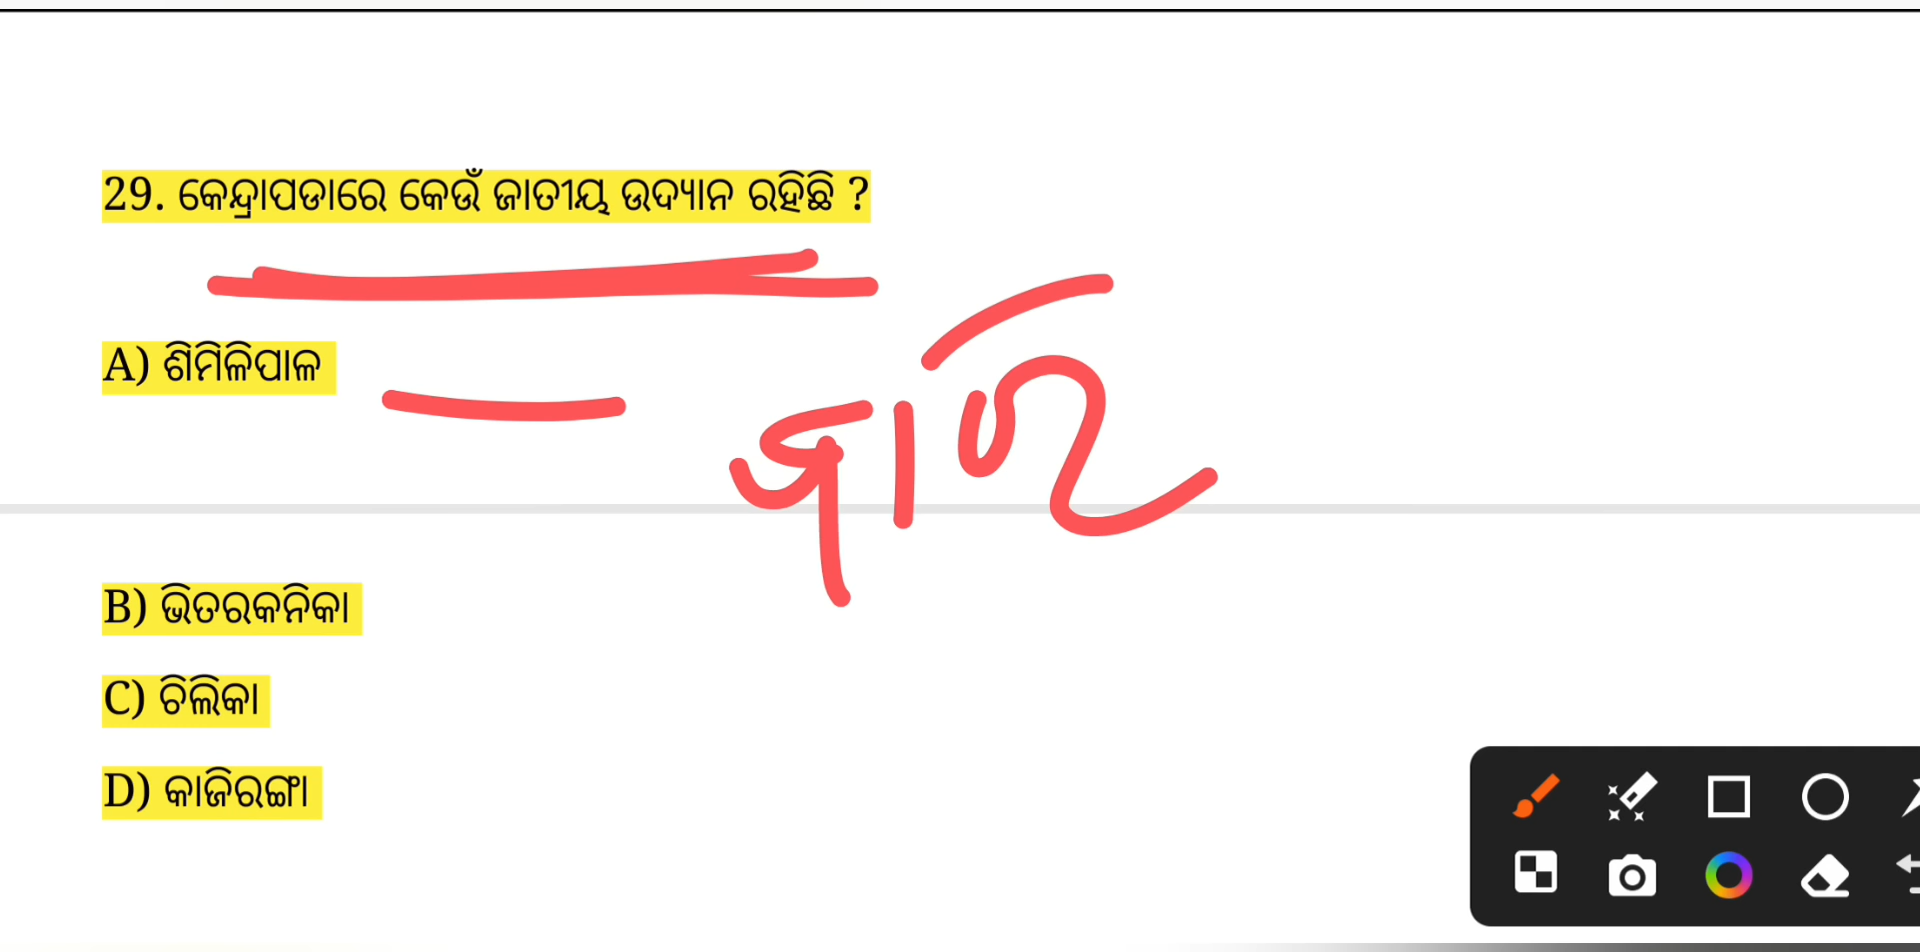 29. କେନ୍ଦ୍ରାପଡାରେ କେଉଁ ଜାତୀୟ ଉଦ୍ୟାନ ରହିଛି ?
A) ଶିମିଳିପାଳ
B) ଭିତରକନିକା
C) ଚିଲିକା
D) କାଜିରଙ୍ଗା